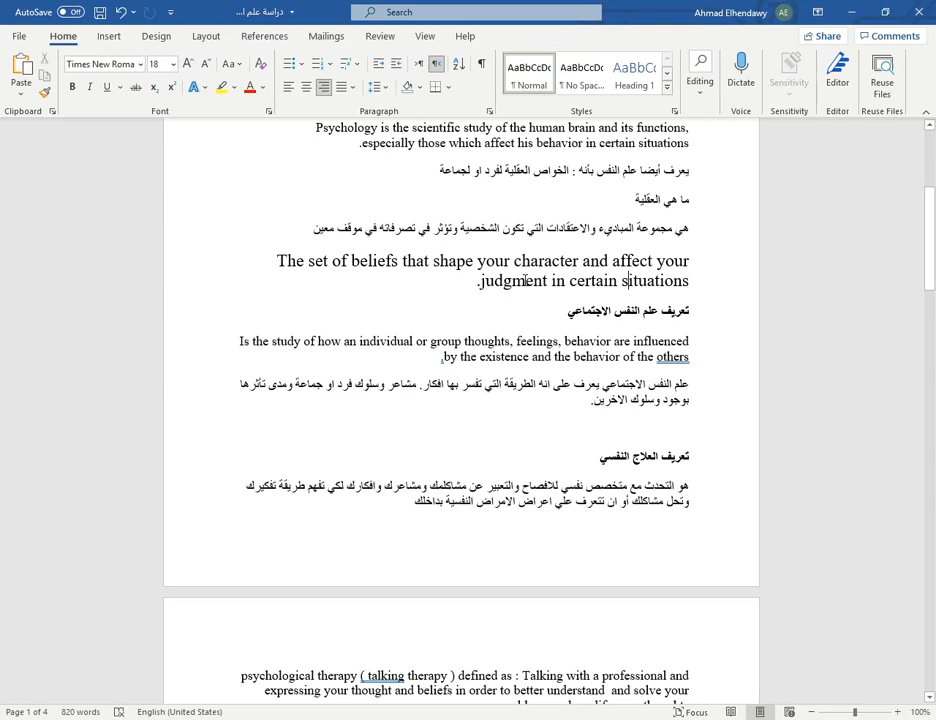 AutoSave Off دراسة علم ا... Search Ahmad Elhendawy AE
File Home Insert Design Layout References Mailings Review View Help Share Comments
Times New Roma 18 Aa A
AaBbCcDc AaBbCcDc AaBbCc
Paste B I U ab x₂ x² A A Editing Dictate Sensitivity Editor Reuse Files
¶ Normal ¶ No Spac... Heading 1
Clipboard Font Paragraph Styles Voice Sensitivity Editor Reuse Files
Psychology is the scientific study of the human brain and its functions,
.especially those which affect his behavior in certain situations
يعرف أيضا علم النفس بأنه : الخواص العقلية لفرد او لجماعة
ما هي العقلية
هي مجموعة المباديء والاعتقادات التي تكون الشخصية وتؤثر في تصرفاته في موقف معين
The set of beliefs that shape your character and affect your
.judgment in certain situations
تعريف علم النفس الاجتماعي
Is the study of how an individual or group thoughts, feelings, behavior are influenced
.by the existence and the behavior of the others
علم النفس الاجتماعي يعرف على انه الطريقة التي تفسر بها افكار. مشاعر وسلوك فرد او جماعة ومدى تأثرها
بوجود وسلوك الاخرين.
تعريف العلاج النفسي
هو التحدث مع متخصص نفسي للافصاح والتعبير عن مشاكلمك ومشاعرك وافكارك لكي تفهم طريقة تفكيرك
وتحل مشاكلك أو ان تتعرف علي اعراض الامراض النفسية بداخلك
psychological therapy ( talking therapy ) defined as : Talking with a professional and
expressing your thought and beliefs in order to better understand and solve your
Page 1 of 4 820 words English (United States) Focus 100%